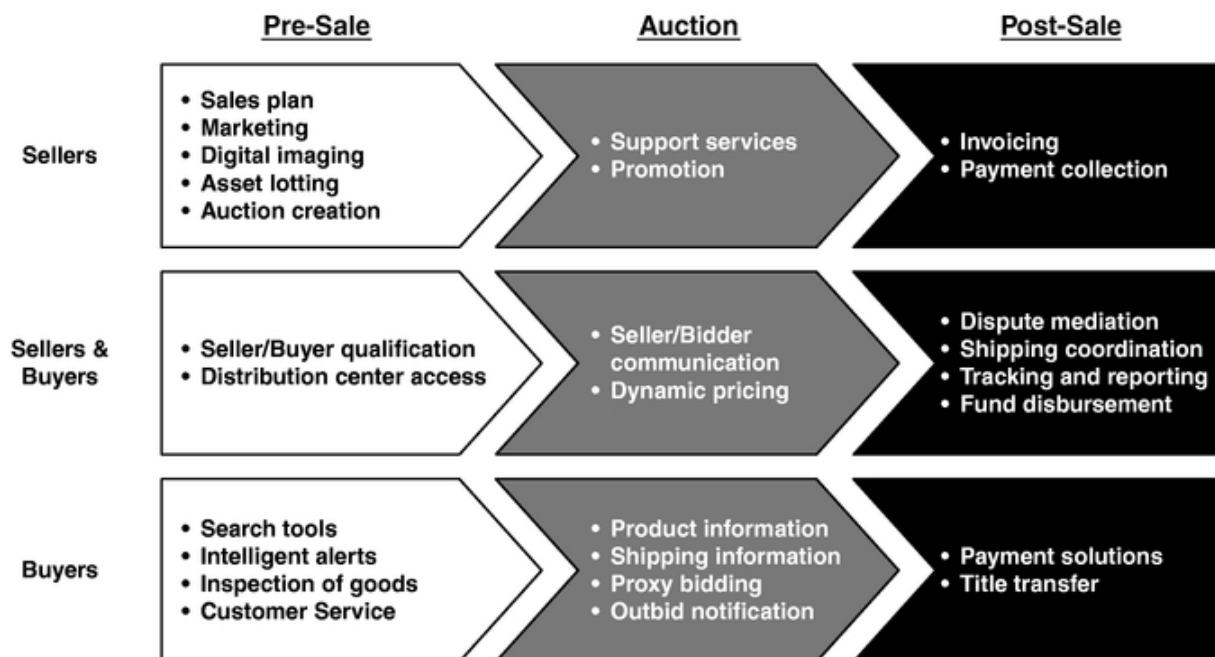 Pre-Sale
Auction
Post-Sale
Sellers
• Sales plan
• Marketing
• Digital imaging
• Asset lotting
• Auction creation
• Support services
• Promotion
• Invoicing
• Payment collection
Sellers &
Buyers
• Seller/Buyer qualification
• Distribution center access
• Seller/Bidder
communication
• Dynamic pricing
• Dispute mediation
• Shipping coordination
• Tracking and reporting
• Fund disbursement
Buyers
• Search tools
• Intelligent alerts
• Inspection of goods
• Customer Service
• Product information
• Shipping information
• Proxy bidding
• Outbid notification
• Payment solutions
• Title transfer